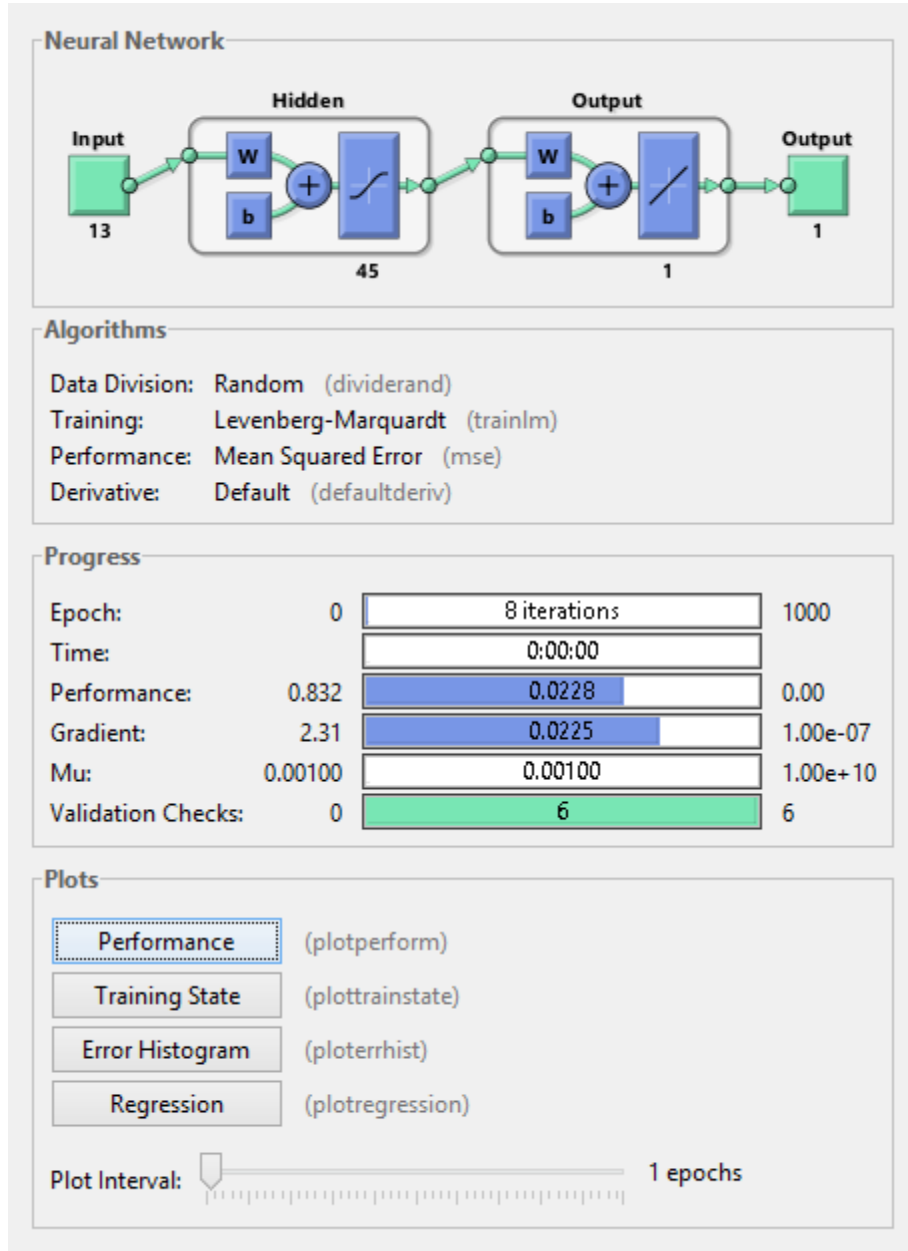 Neural Network
Hidden
Output
Input
Output
W
W
b
b
13
1
45
1
Algorithms
Data Division: Random (dividerand)
Training: Levenberg-Marquardt (trainlm)
Performance: Mean Squared Error (mse)
Derivative: Default (defaultderiv)
Progress
Epoch: 0 8 iterations 1000
Time: 0:00:00
Performance: 0.832 0.0228 0.00
Gradient: 2.31 0.0225 1.00e-07
Mu: 0.00100 0.00100 1.00e+10
Validation Checks: 0 6 6
Plots
Performance (plotperform)
Training State (plottrainstate)
Error Histogram (ploterrhist)
Regression (plotregression)
Plot Interval: 1 epochs